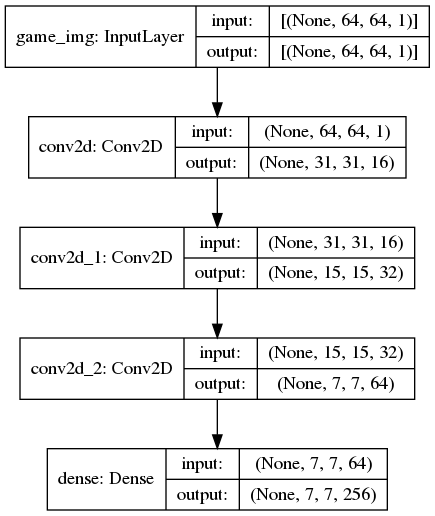 game_img: InputLayer
input: [(None, 64, 64, 1)]
output: [(None, 64, 64, 1)]
conv2d: Conv2D
input: (None, 64, 64, 1)
output: (None, 31, 31, 16)
conv2d_1: Conv2D
input: (None, 31, 31, 16)
output: (None, 15, 15, 32)
conv2d_2: Conv2D
input: (None, 15, 15, 32)
output: (None, 7, 7, 64)
dense: Dense
input: (None, 7, 7, 64)
output: (None, 7, 7, 256)